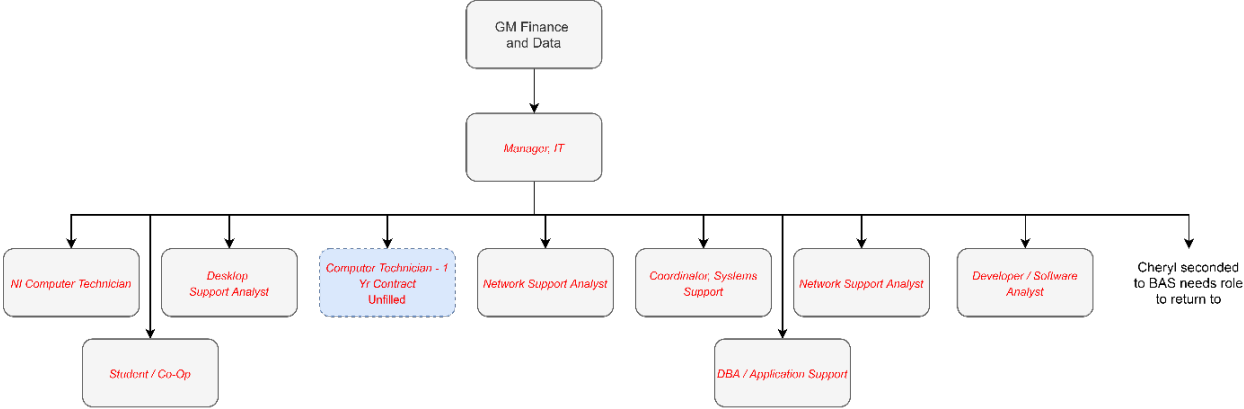 GM Finance
and Data
Manager, IT
NI Computer Technician
Desklop
Support Analyst
Computer Technician - 1
Yr Contract
Unfilled
Network Support Analyst
Coordinator, Systems
Support
Network Support Analyst
Developer / Software
Analyst
Cheryl seconded
to BAS needs role
to return to
Student / Co-Op
DBA / Application Support